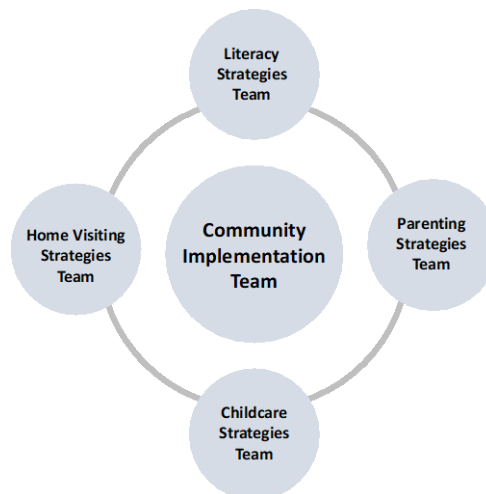 Literacy
Strategies
Team
Community
Implementation
Team
Parenting
Strategies
Team
Home Visiting
Strategies
Team
Childcare
Strategies
Team